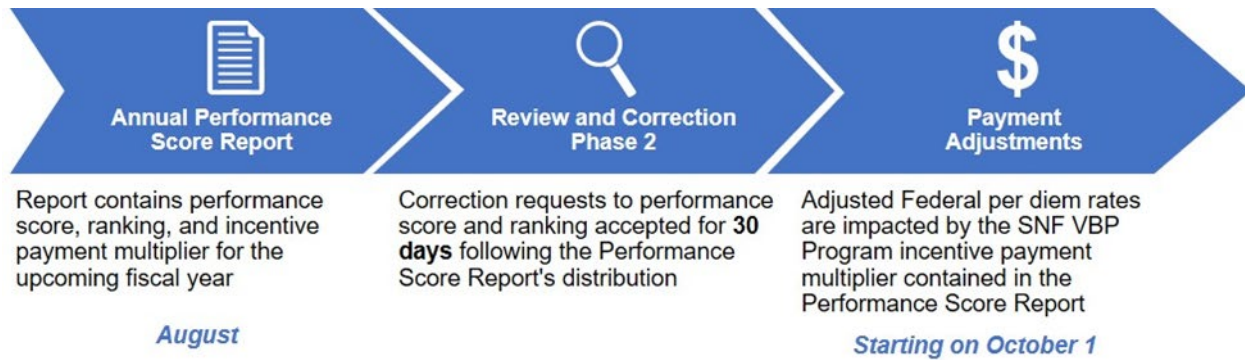 Annual Performance
Score Report
Report contains performance
score, ranking, and incentive
payment multiplier for the
upcoming fiscal year
August
Review and Correction
Phase 2
Correction requests to performance
score and ranking accepted for 30
days following the Performance
Score Report's distribution
$
Payment
Adjustments
Adjusted Federal per diem rates
are impacted by the SNF VBP
Program incentive payment
multiplier contained in the
Performance Score Report
Starting on October 1